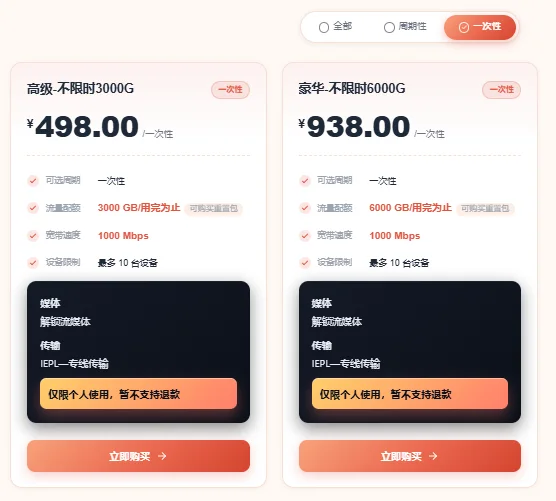 全部 周期性 一次性
高级-不限时3000G 一次性
¥498.00 /一次性
可选周期 一次性
流量配额 3000 GB/用完为止 可购买重置包
宽带速度 1000 Mbps
设备限制 最多 10 台设备
媒体
解锁流媒体
传输
IEPL—专线传输
仅限个人使用，暂不支持退款
立即购买 →
豪华-不限时6000G 一次性
¥938.00 /一次性
可选周期 一次性
流量配额 6000 GB/用完为止 可购买重置包
宽带速度 1000 Mbps
设备限制 最多 10 台设备
媒体
解锁流媒体
传输
IEPL—专线传输
仅限个人使用，暂不支持退款
立即购买 →